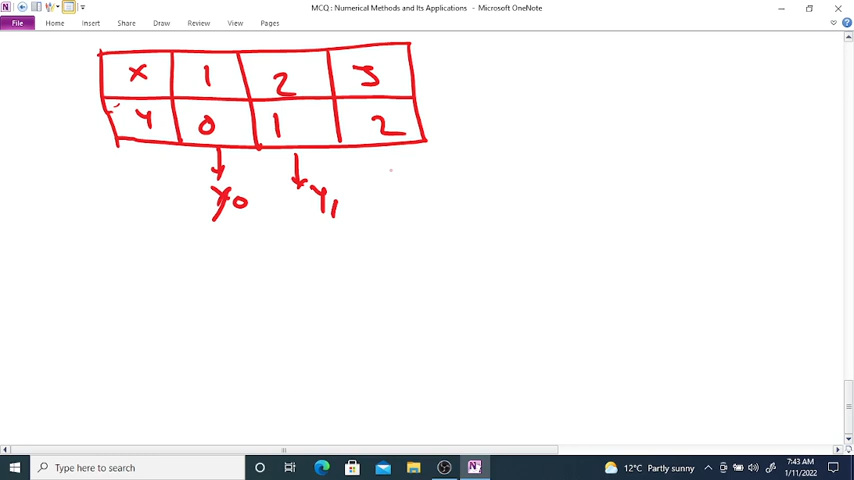 MCQ : Numerical Methods and Its Applications - Microsoft OneNote
File Home Insert Share Draw Review View Pages
x 1 2 3
y 0 1 2
y0 y1
Type here to search
12°C Partly sunny
7:43 AM
1/11/2022